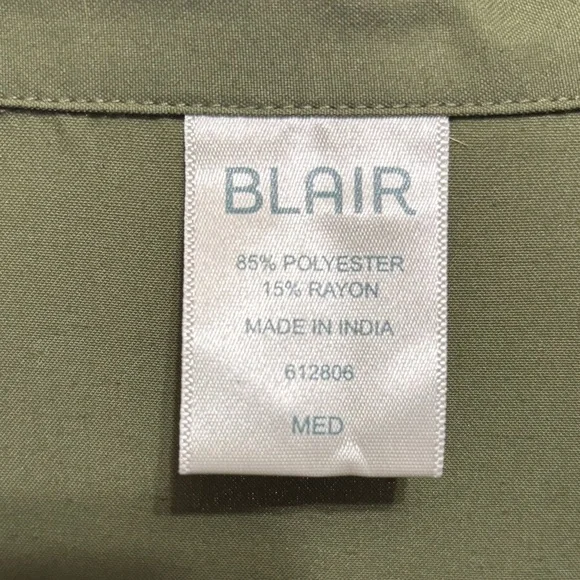 BLAIR
85% POLYESTER
15% RAYON
MADE IN INDIA
612806
MED